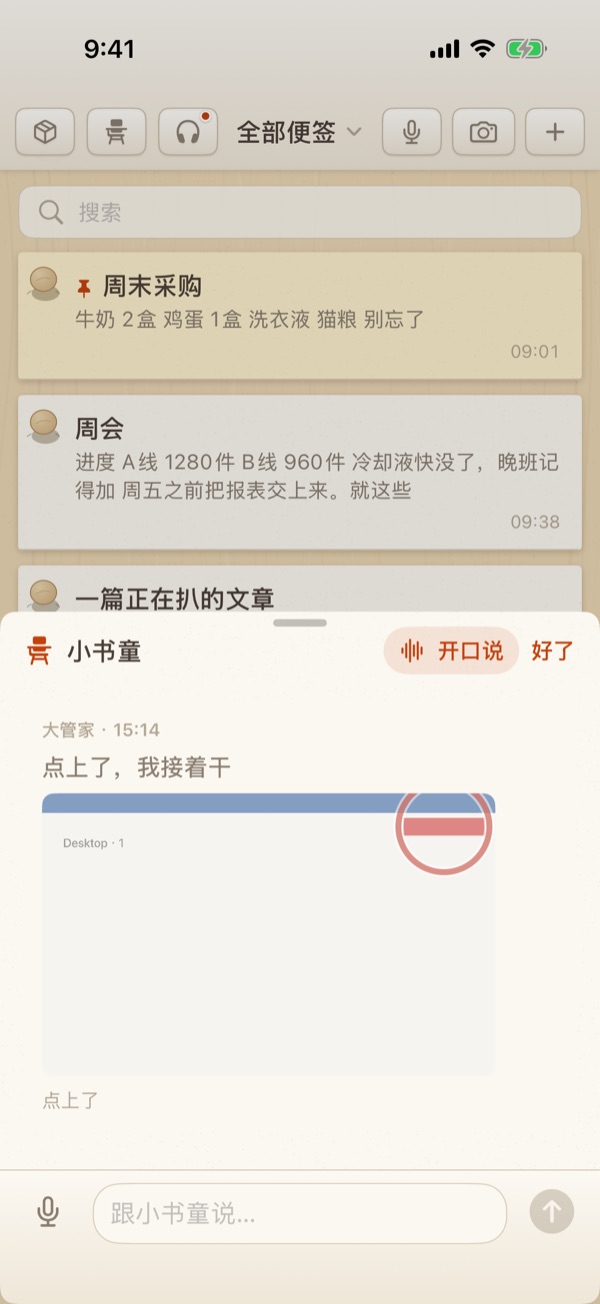 9:41
全部便签
搜索
周末采购
牛奶 2盒 鸡蛋 1盒 洗衣液 猫粮 别忘了
09:01
周会
进度 A线 1280件 B线 960件 冷却液快没了，晚班记
得加 周五之前把报表交上来。就这些
09:38
一篇正在扒的文章
小书童
开口说
好了
大管家 · 15:14
点上了，我接着干
Desktop · 1
点上了
跟小书童说...